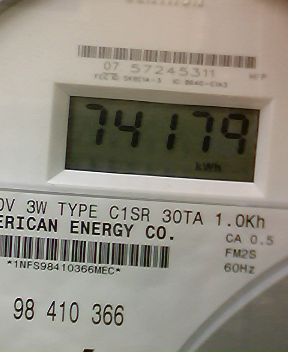 07 57245311
74179
kWh
0V 3W TYPE C1SR 30TA 1.0Kh
ERICAN ENERGY CO.
CA 0.5
FM2S
*1NFS98410366MEC*
60Hz
98 410 366